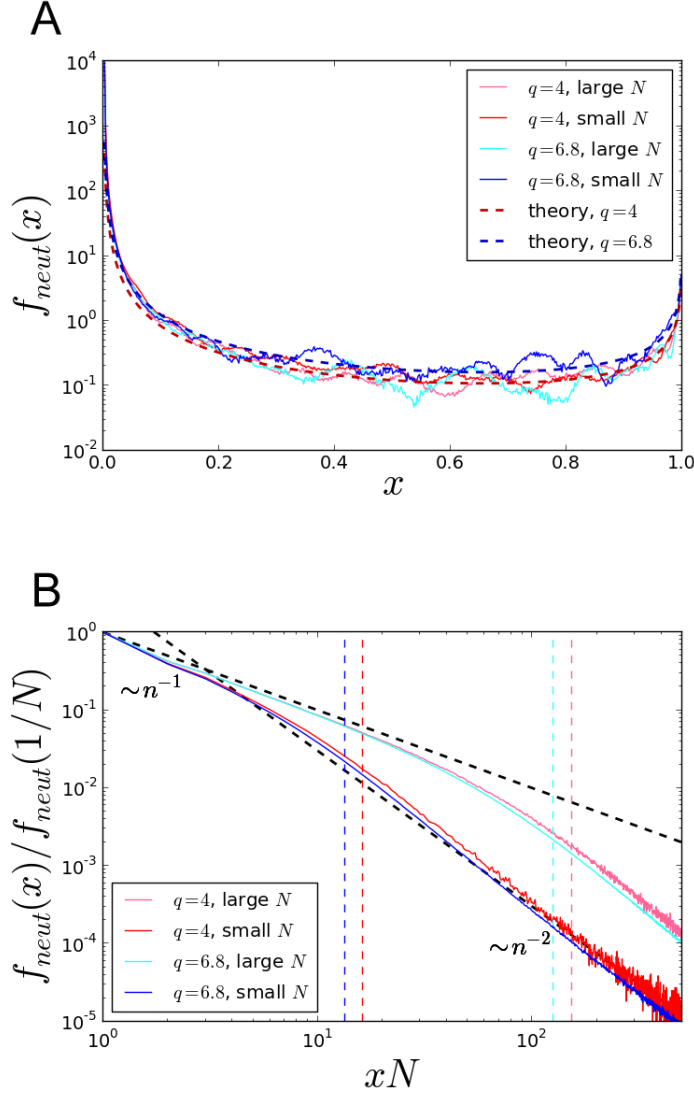 A
f_neut(x)
10^4
10^3
10^2
10^1
10^0
10^-1
10^-2
q=4, large N
q=4, small N
q=6.8, large N
q=6.8, small N
theory, q=4
theory, q=6.8
0.0 0.2 0.4 0.6 0.8 1.0
x
B
f_neut(x)/f_neut(1/N)
10^0
10^-1
10^-2
10^-3
10^-4
10^-5
~n^-1
~n^-2
q=4, large N
q=4, small N
q=6.8, large N
q=6.8, small N
10^0 10^1 10^2
xN